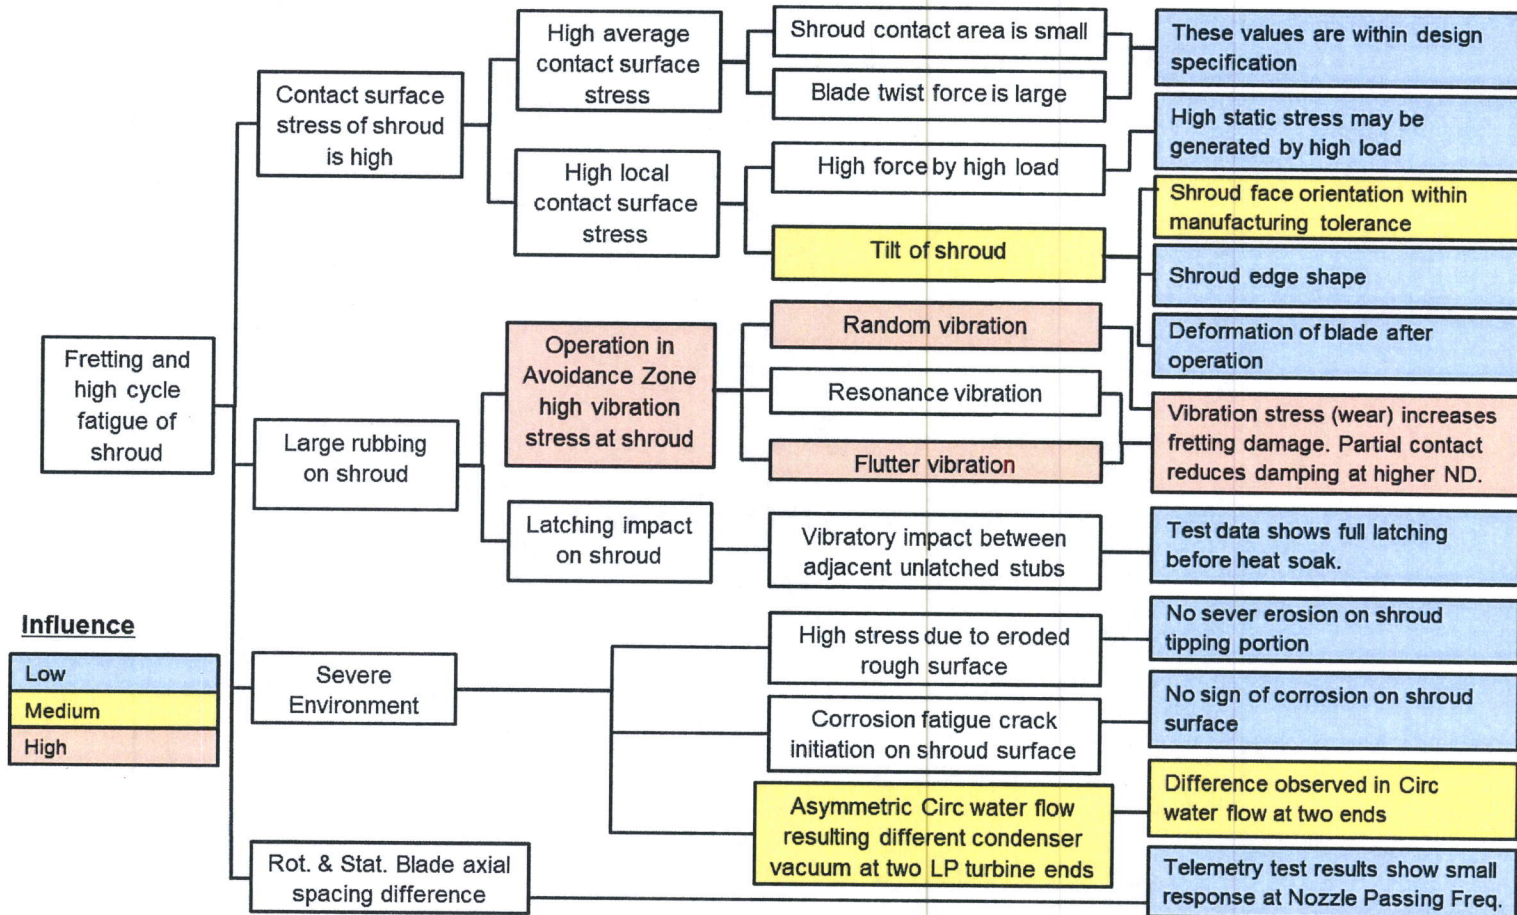 Fretting and
high cycle
fatigue of
shroud
Contact surface
stress of shroud
is high
Large rubbing
on shroud
Severe
Environment
Rot. & Stat. Blade axial
spacing difference
High average
contact surface
stress
High local
contact surface
stress
Operation in
Avoidance Zone
high vibration
stress at shroud
Latching impact
on shroud
Shroud contact area is small
Blade twist force is large
High force by high load
Tilt of shroud
Random vibration
Resonance vibration
Flutter vibration
Vibratory impact between
adjacent unlatched stubs
High stress due to eroded
rough surface
Corrosion fatigue crack
initiation on shroud surface
Asymmetric Circ water flow
resulting different condenser
vacuum at two LP turbine ends
These values are within design
specification
High static stress may be
generated by high load
Shroud face orientation within
manufacturing tolerance
Shroud edge shape
Deformation of blade after
operation
Vibration stress (wear) increases
fretting damage. Partial contact
reduces damping at higher ND.
Test data shows full latching
before heat soak.
No sever erosion on shroud
tipping portion
No sign of corrosion on shroud
surface
Difference observed in Circ
water flow at two ends
Telemetry test results show small
response at Nozzle Passing Freq.
Influence
Low
Medium
High